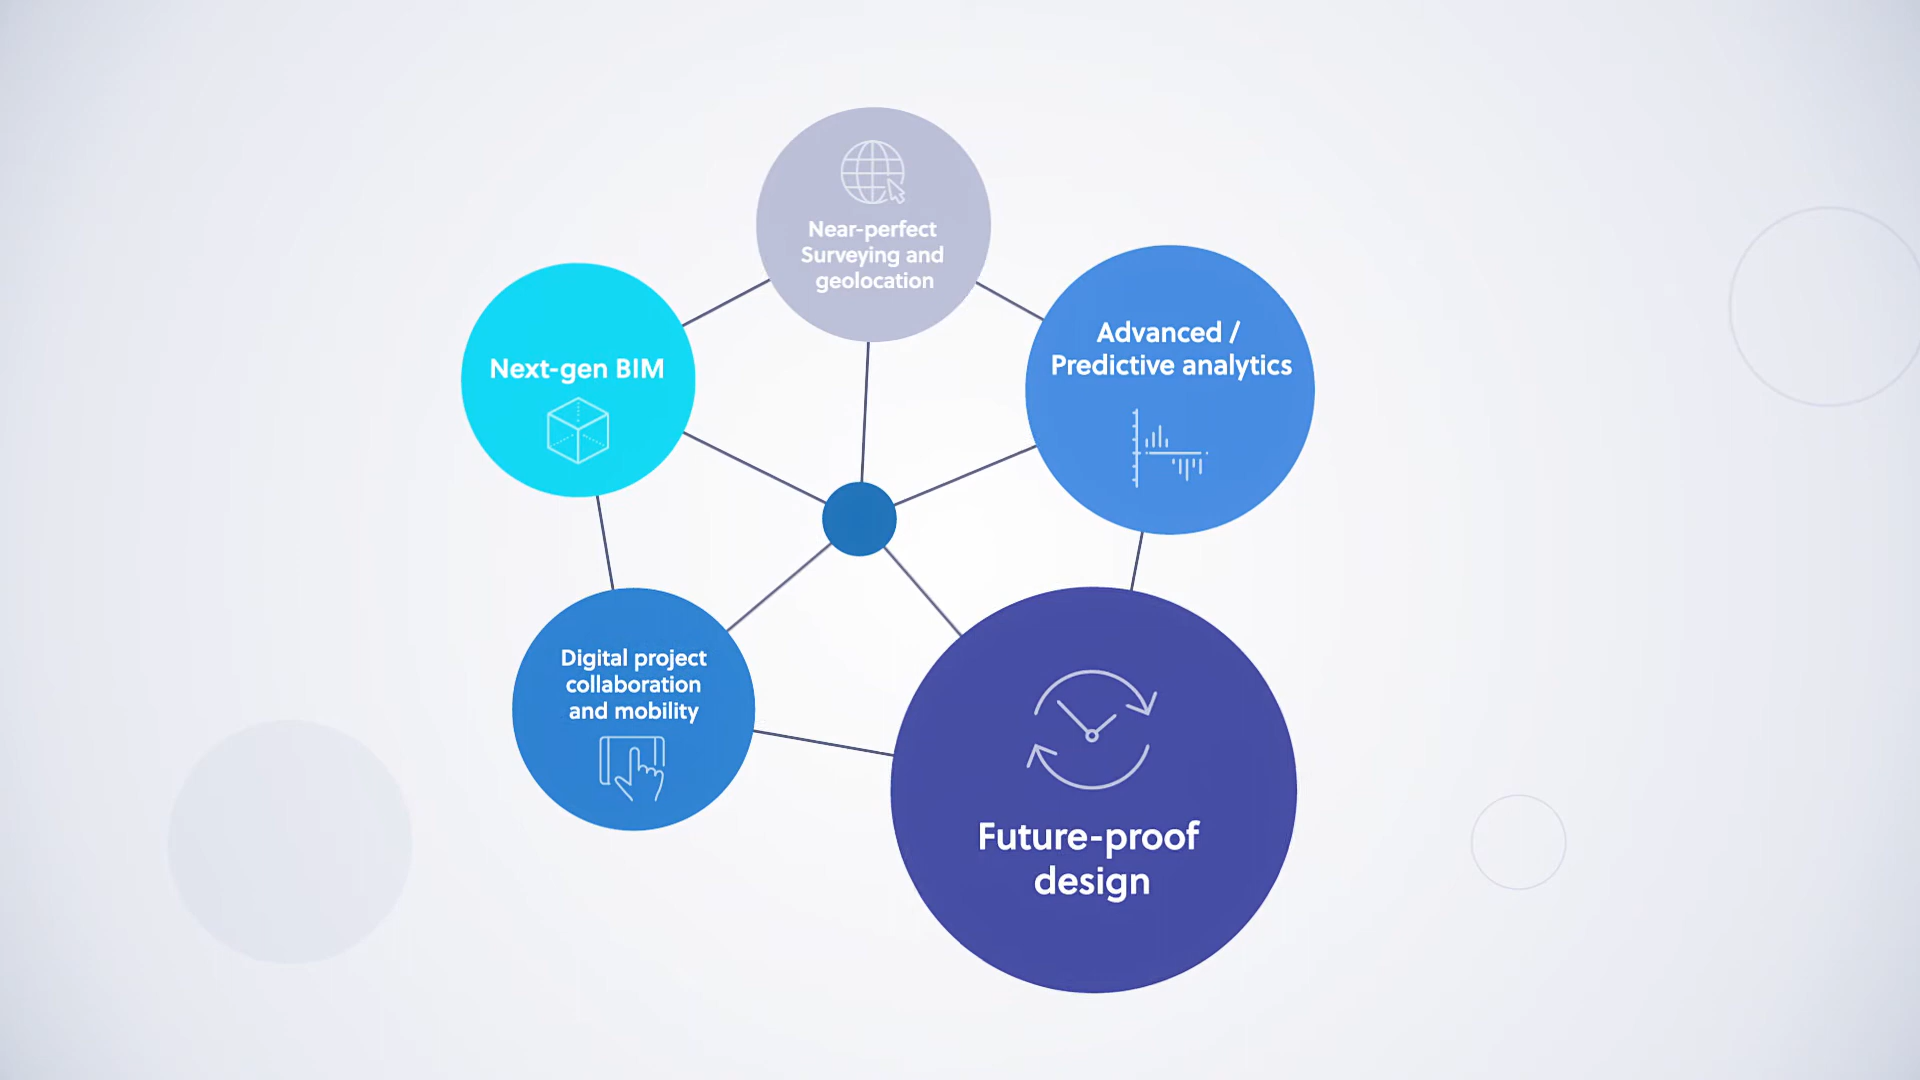 Near-perfect
Surveying and
geolocation
Advanced /
Predictive analytics
Next-gen BIM
Digital project
collaboration
and mobility
Future-proof
design